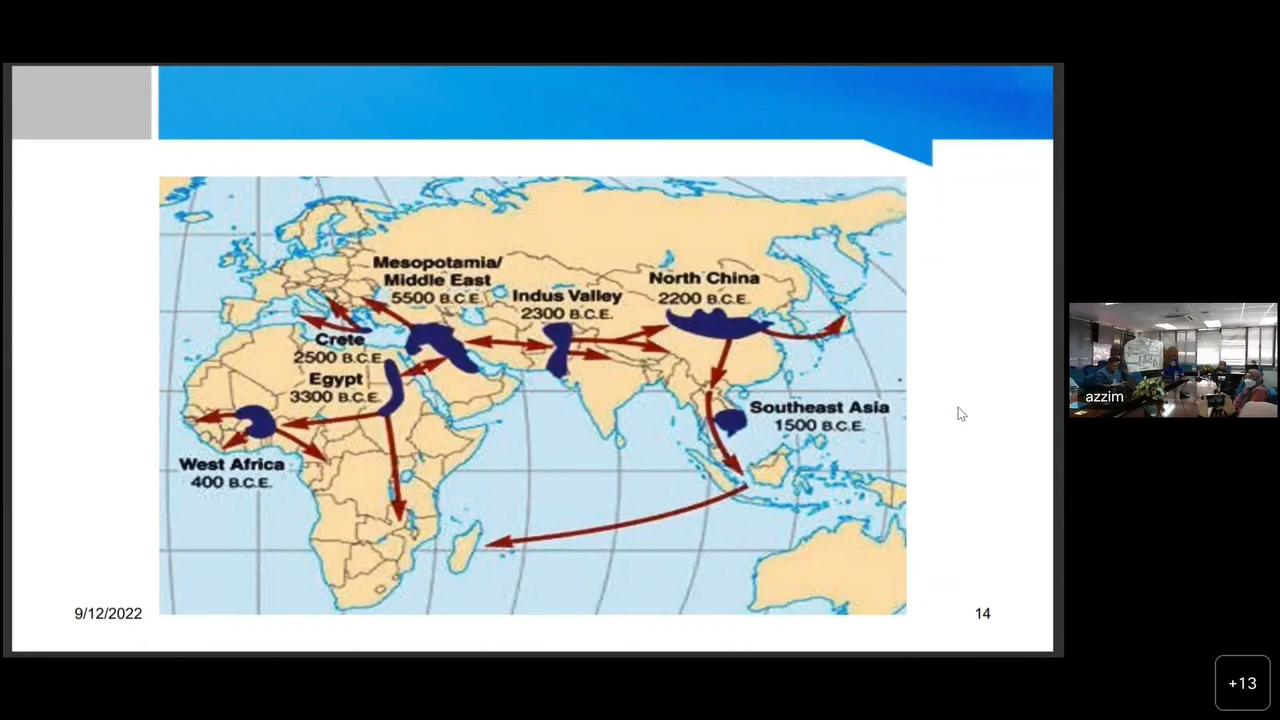 Mesopotamia/
Middle East
5500 B.C.E.
Indus Valley
2300 B.C.E.
North China
2200 B.C.E.
Crete
2500 B.C.E.
Egypt
3300 B.C.E.
Southeast Asia
1500 B.C.E.
West Africa
400 B.C.E.
9/12/2022
14
azzim
+13